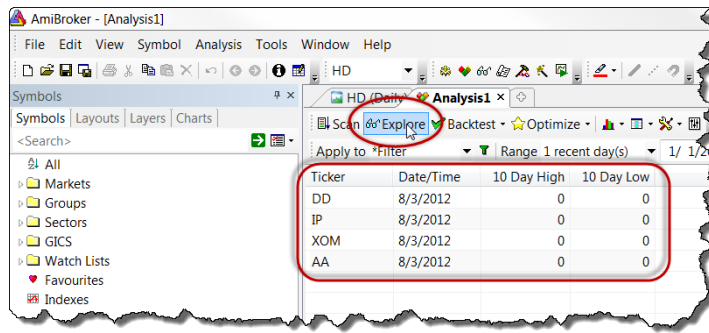 AmiBroker - [Analysis1]
File Edit View Symbol Analysis Tools Window Help
HD
Symbols
HD (Daily) Analysis1
Symbols Layouts Layers Charts
Scan Explore Backtest Optimize
<Search>
Apply to *Filter Range 1 recent day(s) 1/ 1/2
All
Markets
Groups
Sectors
GICS
Watch Lists
Favourites
Indexes
Ticker Date/Time 10 Day High 10 Day Low
DD 8/3/2012 0 0
IP 8/3/2012 0 0
XOM 8/3/2012 0 0
AA 8/3/2012 0 0